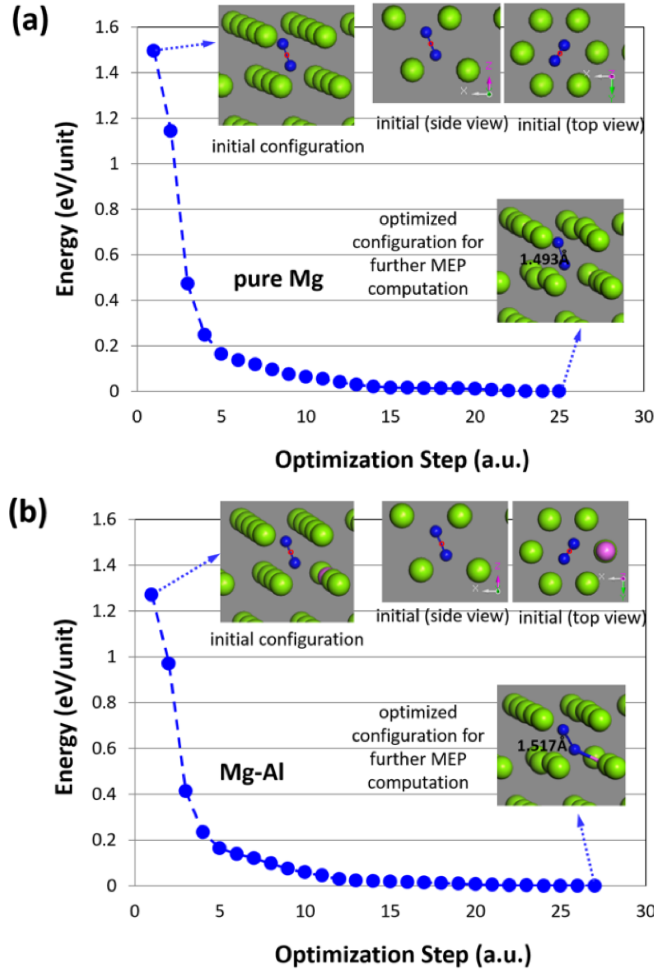 (a)
Energy (eV/unit)
1.6
1.4
1.2
1
0.8
0.6
0.4
0.2
0
initial configuration
initial (side view)
initial (top view)
X
Z
X
optimized
configuration for
further MEP
computation
1.493Å
pure Mg
0 5 10 15 20 25 30
Optimization Step (a.u.)
(b)
Energy (eV/unit)
1.6
1.4
1.2
1
0.8
0.6
0.4
0.2
0
initial configuration
initial (side view)
initial (top view)
X
Z
X
optimized
configuration for
further MEP
computation
1.517Å
Mg-Al
0 5 10 15 20 25 30
Optimization Step (a.u.)